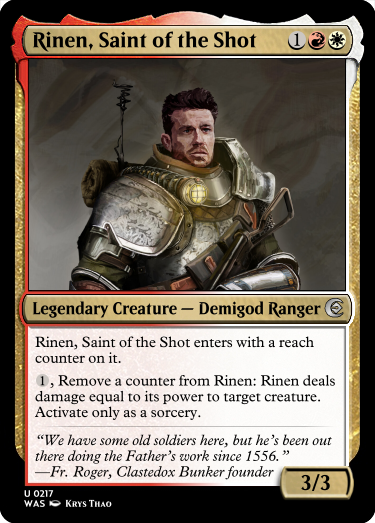 Rinen, Saint of the Shot 1
Legendary Creature — Demigod Ranger
Rinen, Saint of the Shot enters with a reach
counter on it.
1, Remove a counter from Rinen: Rinen deals
damage equal to its power to target creature.
Activate only as a sorcery.
“We have some old soldiers here, but he’s been out
there doing the Father’s work since 1556.”
—Fr. Roger, Clastedox Bunker founder
3/3
U 0217
WAS Krys Thao